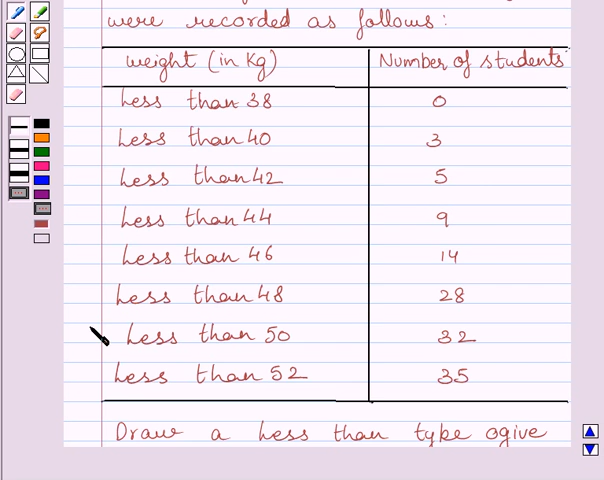 were recorded as follows:
weight (in Kg) Number of students
Less than 38 0
Less than 40 3
Less than 42 5
Less than 44 9
Less than 46 14
Less than 48 28
Less than 50 32
Less than 52 35
Draw a less than type ogive